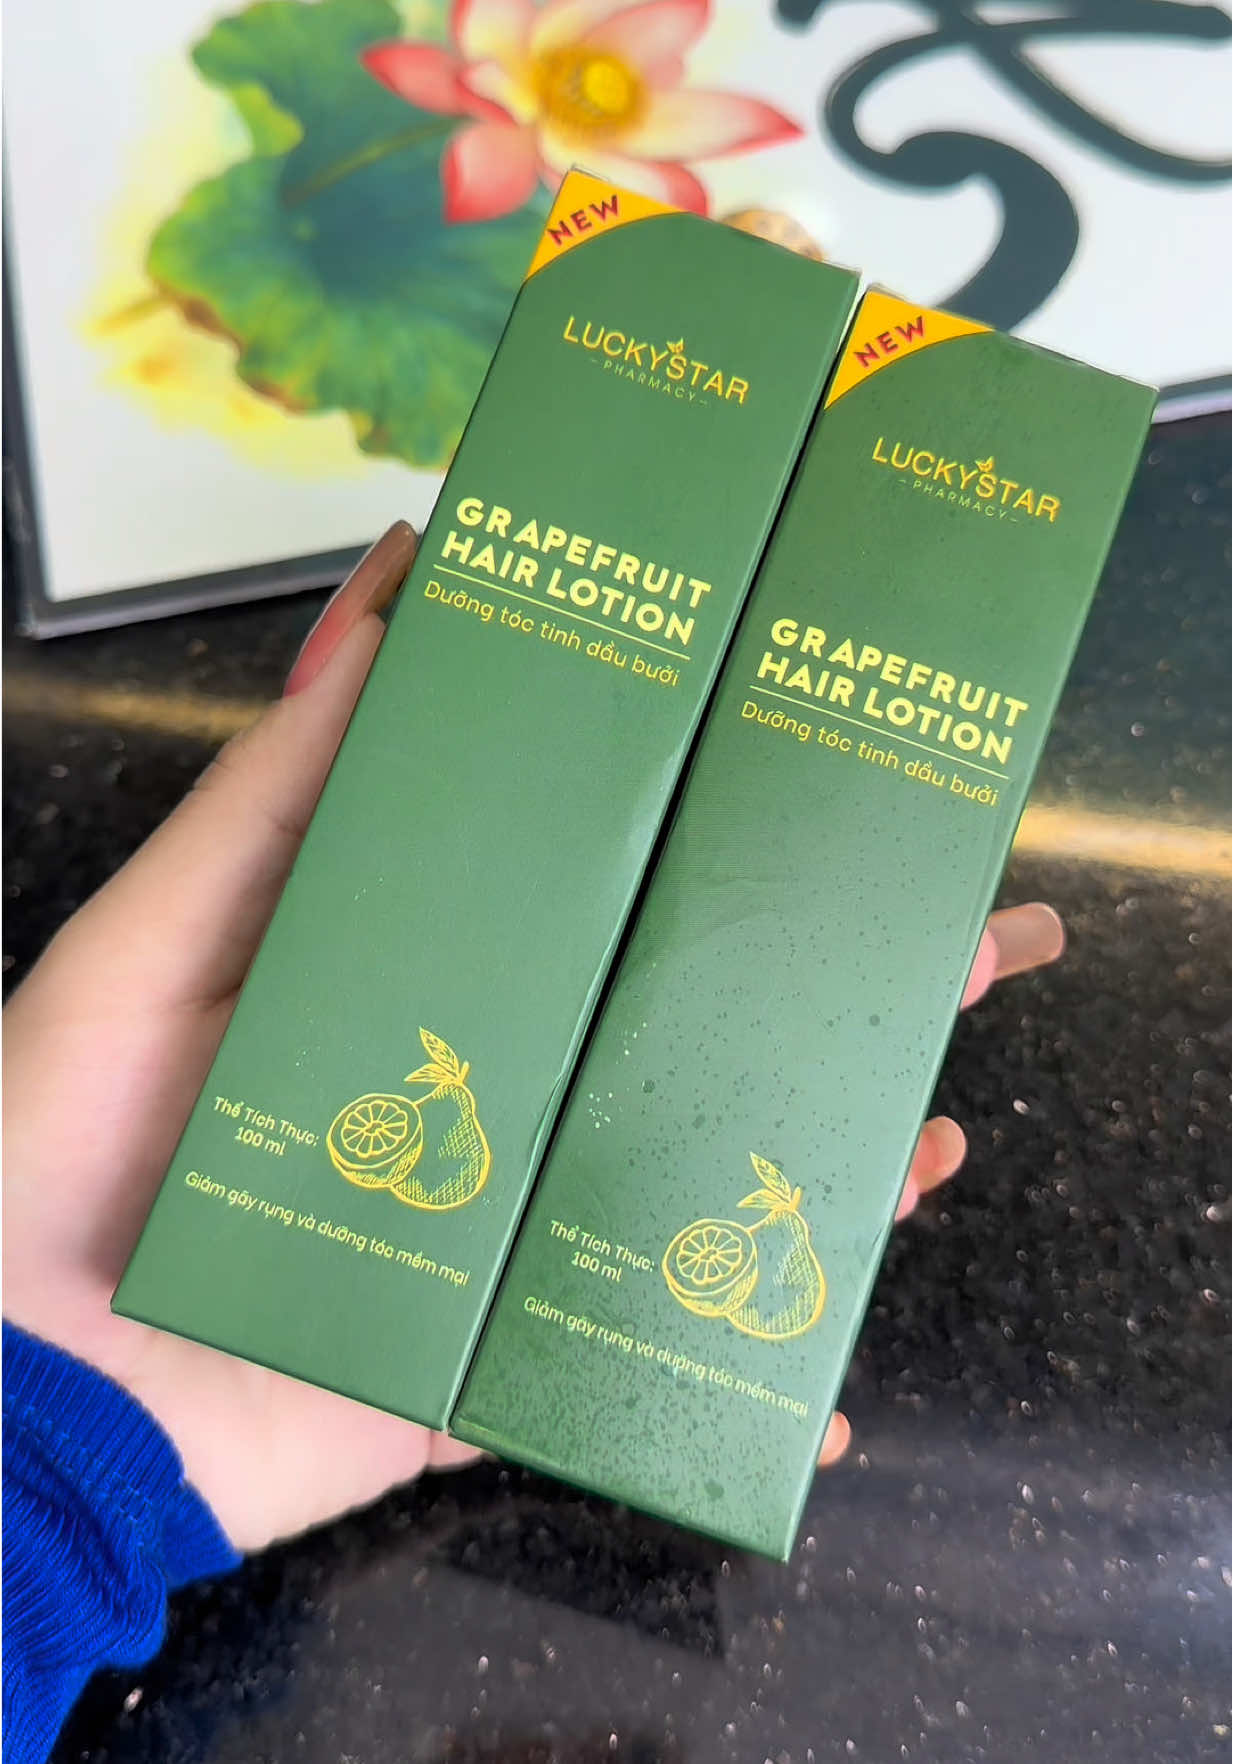 NEW
LUCKYSTAR
-PHARMACY-
GRAPEFRUIT
HAIR LOTION
Dưỡng tóc tinh dầu bưởi
Thể Tích Thực:
100 ml
Giảm gãy rụng và dưỡng tóc mềm mại
NEW
LUCKYSTAR
-PHARMACY-
GRAPEFRUIT
HAIR LOTION
Dưỡng tóc tinh dầu bưởi
Thể Tích Thực:
100 ml
Giảm gãy rụng và dưỡng tóc mềm mại